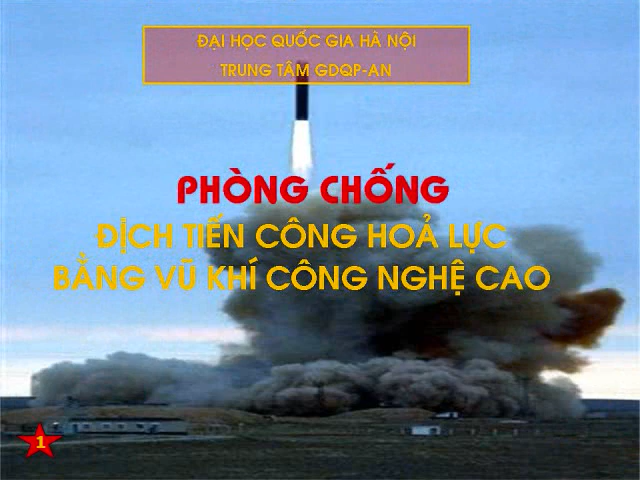 ĐẠI HỌC QUỐC GIA HÀ NỘI
TRUNG TÂM GDQP-AN
PHÒNG CHỐNG
ĐỊCH TIẾN CÔNG HOẢ LỰC
BẰNG VŨ KHÍ CÔNG NGHỆ CAO
1